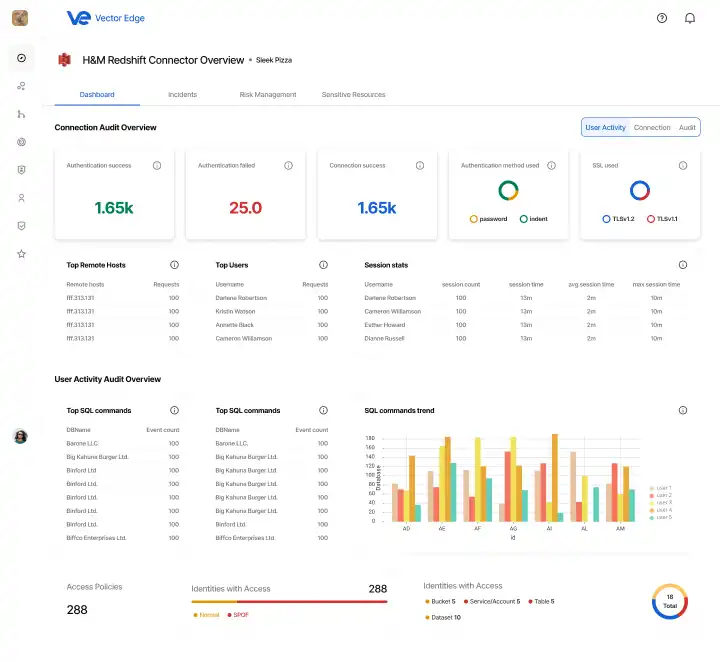 Vector Edge
H&M Redshift Connector Overview • Sleek Pizza
Dashboard Incidents Risk Management Sensitive Resources
Connection Audit Overview
User Activity Connection Audit
Authentication success
1.65k
Authentication failed
25.0
Connection success
1.65k
Authentication method used
password indent
SSL used
TLSv1.2 TLSv1.1
Top Remote Hosts
Remote hosts Requests
fff.313.131 100
fff.313.131 100
fff.313.131 100
fff.313.131 100
Top Users
Username Requests
Darlene Robertson 100
Kristin Watson 100
Annette Black 100
Cameron Williamson 100
Session stats
Username session count session time avg session time max session time
Darlene Robertson 100 13m 2m 10m
Cameron Williamson 100 13m 2m 10m
Esther Howard 100 13m 2m 10m
Dianne Russell 100 13m 2m 10m
User Activity Audit Overview
Top SQL commands
DBName Event count
Barone LLC. 100
Big Kahuna Burger Ltd. 100
Binford Ltd 100
Binford Ltd. 100
Binford Ltd. 100
Binford Ltd. 100
Binford Ltd. 100
Biffco Enterprises Ltd. 100
Top SQL commands
DBName Event count
Barone LLC. 100
Big Kahuna Burger Ltd. 100
Big Kahuna Burger Ltd. 100
Big Kahuna Burger Ltd. 100
Big Kahuna Burger Ltd. 100
Big Kahuna Burger Ltd. 100
Binford Ltd. 100
Biffco Enterprises Ltd. 100
SQL commands trend
180
160
140
120
100
80
60
40
20
0
Database
AD AE AF AG AI AL AM
id
user 1
user 2
user 3
user 4
user 5
Access Policies
288
Identities with Access 288
Normal SPOF
Identities with Access
Bucket 5 Service/Account 5 Table 5
Dataset 10
18
Total